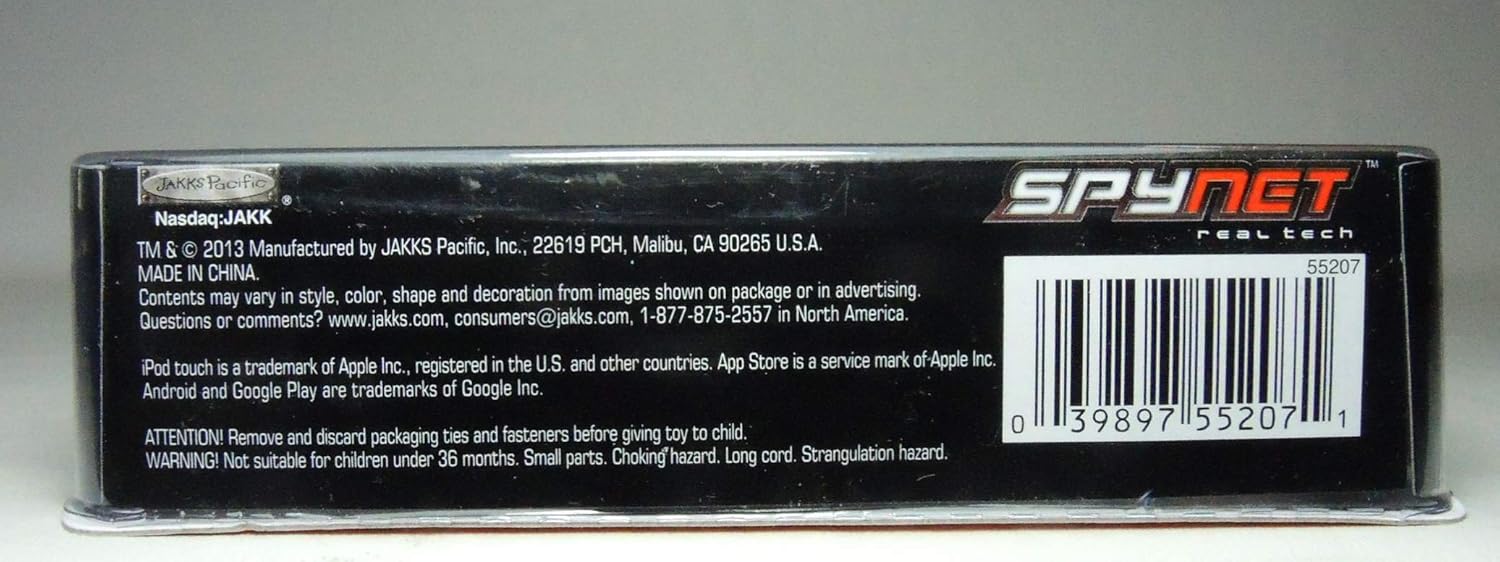 JAKKS Pacific®
Nasdaq:JAKK
TM & © 2013 Manufactured by JAKKS Pacific, Inc., 22619 PCH, Malibu, CA 90265 U.S.A.
MADE IN CHINA.
Contents may vary in style, color, shape and decoration from images shown on package or in advertising.
Questions or comments? www.jakks.com, consumers@jakks.com, 1-877-875-2557 in North America.
iPod touch is a trademark of Apple Inc., registered in the U.S. and other countries. App Store is a service mark of Apple Inc.
Android and Google Play are trademarks of Google Inc.
ATTENTION! Remove and discard packaging ties and fasteners before giving toy to child.
WARNING! Not suitable for children under 36 months. Small parts. Choking hazard. Long cord. Strangulation hazard.
SPYNET™
real tech
55207
0 39897 55207 1